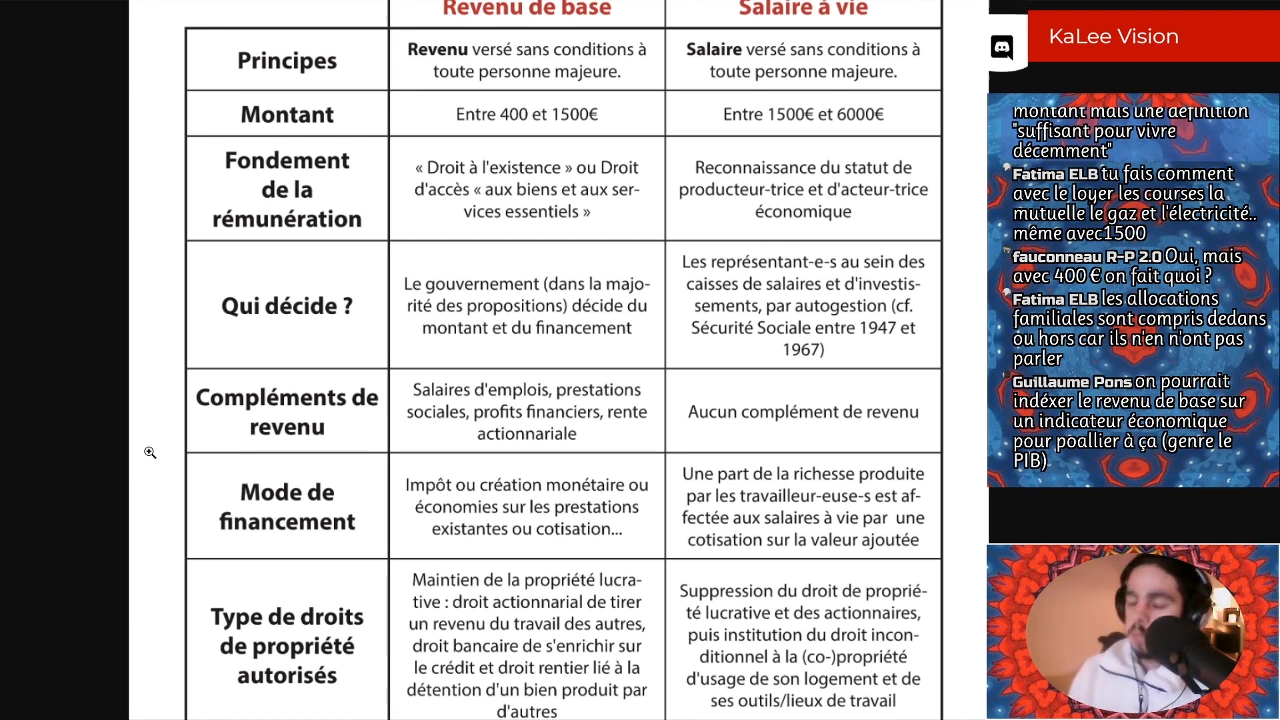 Revenu de base
Salaire à vie
Principes
Revenu versé sans conditions à
toute personne majeure.
Salaire versé sans conditions à
toute personne majeure.
Montant
Entre 400 et 1500€
Entre 1500€ et 6000€
Fondement
de la
rémunération
« Droit à l'existence » ou Droit
d'accès « aux biens et aux ser-
vices essentiels »
Reconnaissance du statut de
producteur-trice et d'acteur-trice
économique
Qui décide ?
Le gouvernement (dans la majo-
rité des propositions) décide du
montant et du financement
Les représentant-e-s au sein des
caisses de salaires et d'investis-
sements, par autogestion (cf.
Sécurité Sociale entre 1947 et
1967)
Compléments de
revenu
Salaires d'emplois, prestations
sociales, profits financiers, rente
actionnariale
Aucun complément de revenu
Mode de
financement
Impôt ou création monétaire ou
économies sur les prestations
existantes ou cotisation...
Une part de la richesse produite
par les travailleur-euse-s est af-
fectée aux salaires à vie par une
cotisation sur la valeur ajoutée
Type de droits
de propriété
autorisés
Maintien de la propriété lucra-
tive : droit actionnarial de tirer
un revenu du travail des autres,
droit bancaire de s'enrichir sur
le crédit et droit rentier lié à la
détention d'un bien produit par
d'autres
Suppression du droit de proprié-
té lucrative et des actionnaires,
puis institution du droit incon-
ditionnel à la (co-)propriété
d'usage de son logement et de
ses outils/lieux de travail
KaLee Vision
montant mais une définition
"suffisant pour vivre
décemment"
Fatima ELB tu fais comment
avec le loyer les courses la
mutuelle le gaz et l'électricité..
même avec1500
fauconneau R-P 2.0 Oui, mais
avec 400 € on fait quoi ?
Fatima ELB les allocations
familiales sont compris dedans
ou hors car ils n'en n'ont pas
parler
Guillaume Pons on pourrait
indéxer le revenu de base sur
un indicateur économique
pour poallier à ça (genre le
PIB)